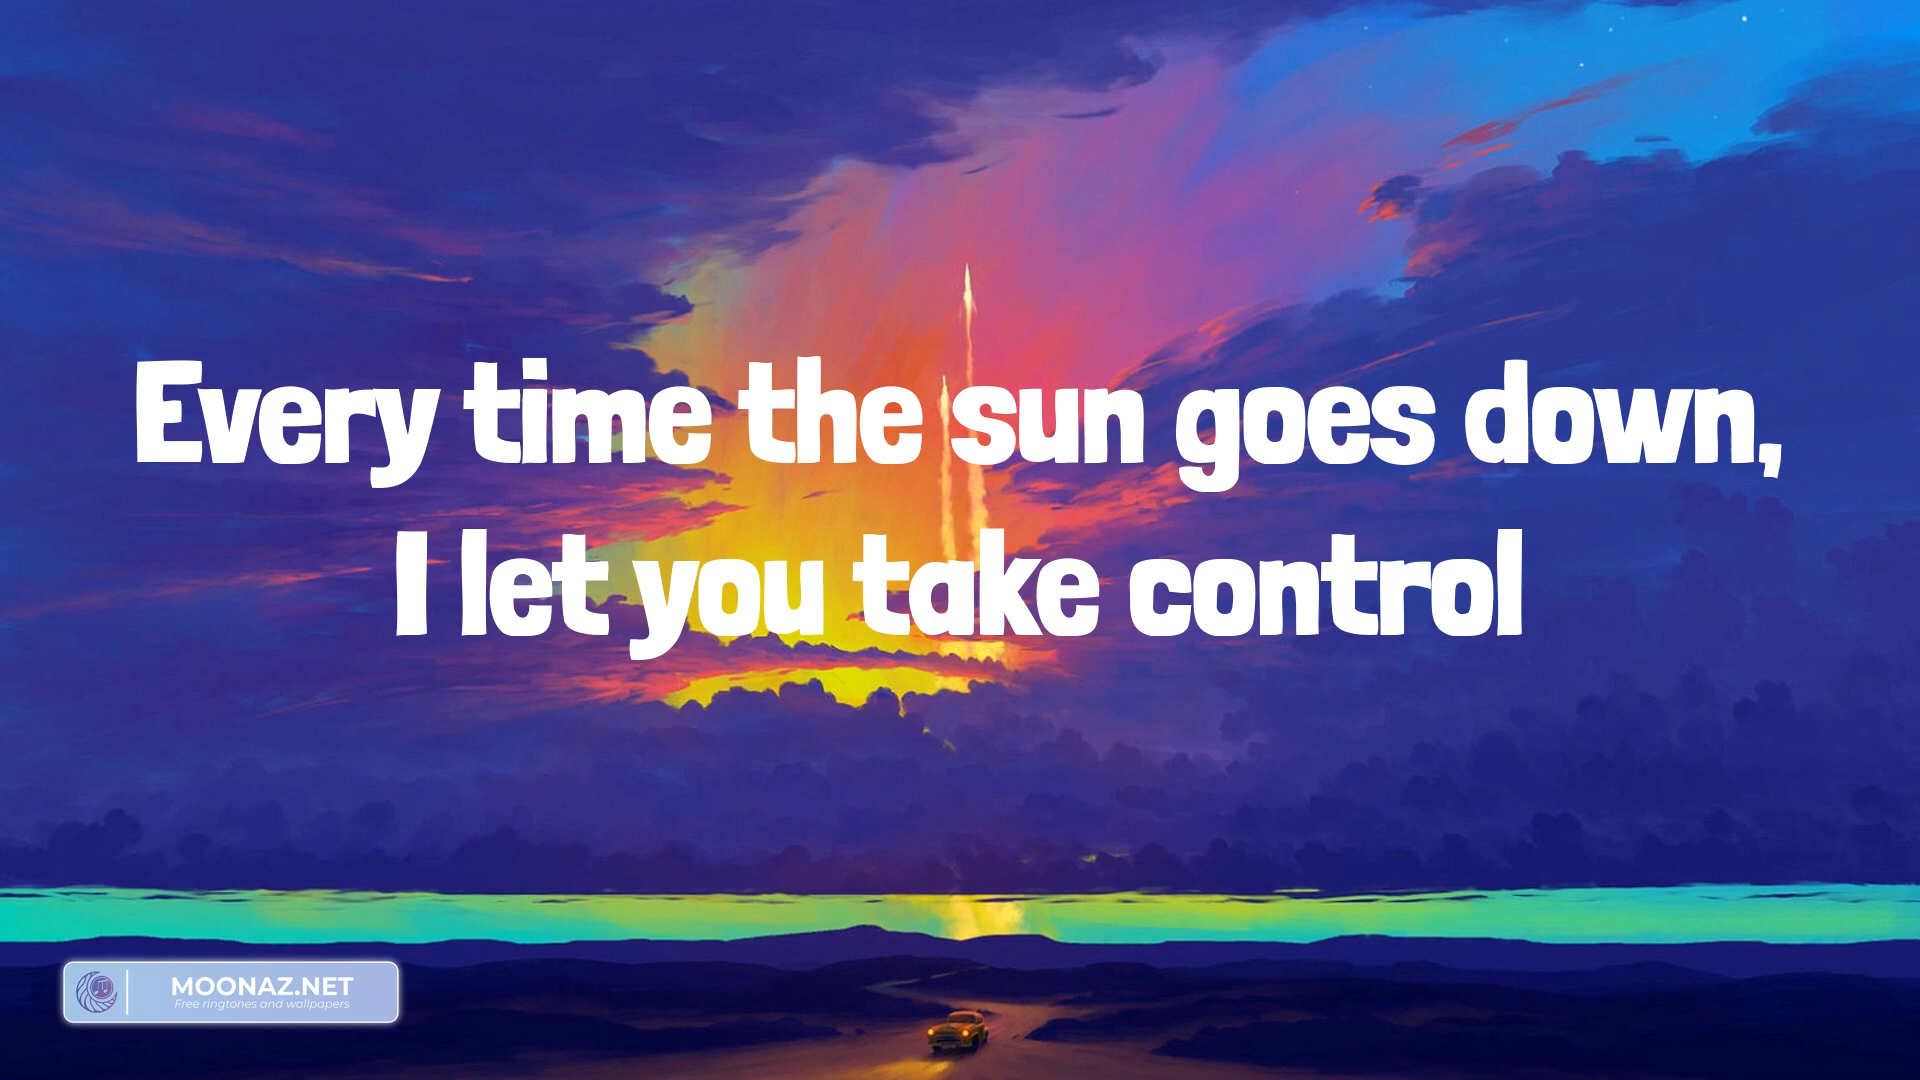 Every time the sun goes down,
I let you take control
MOONAZ.NET
Free ringtones and wallpapers